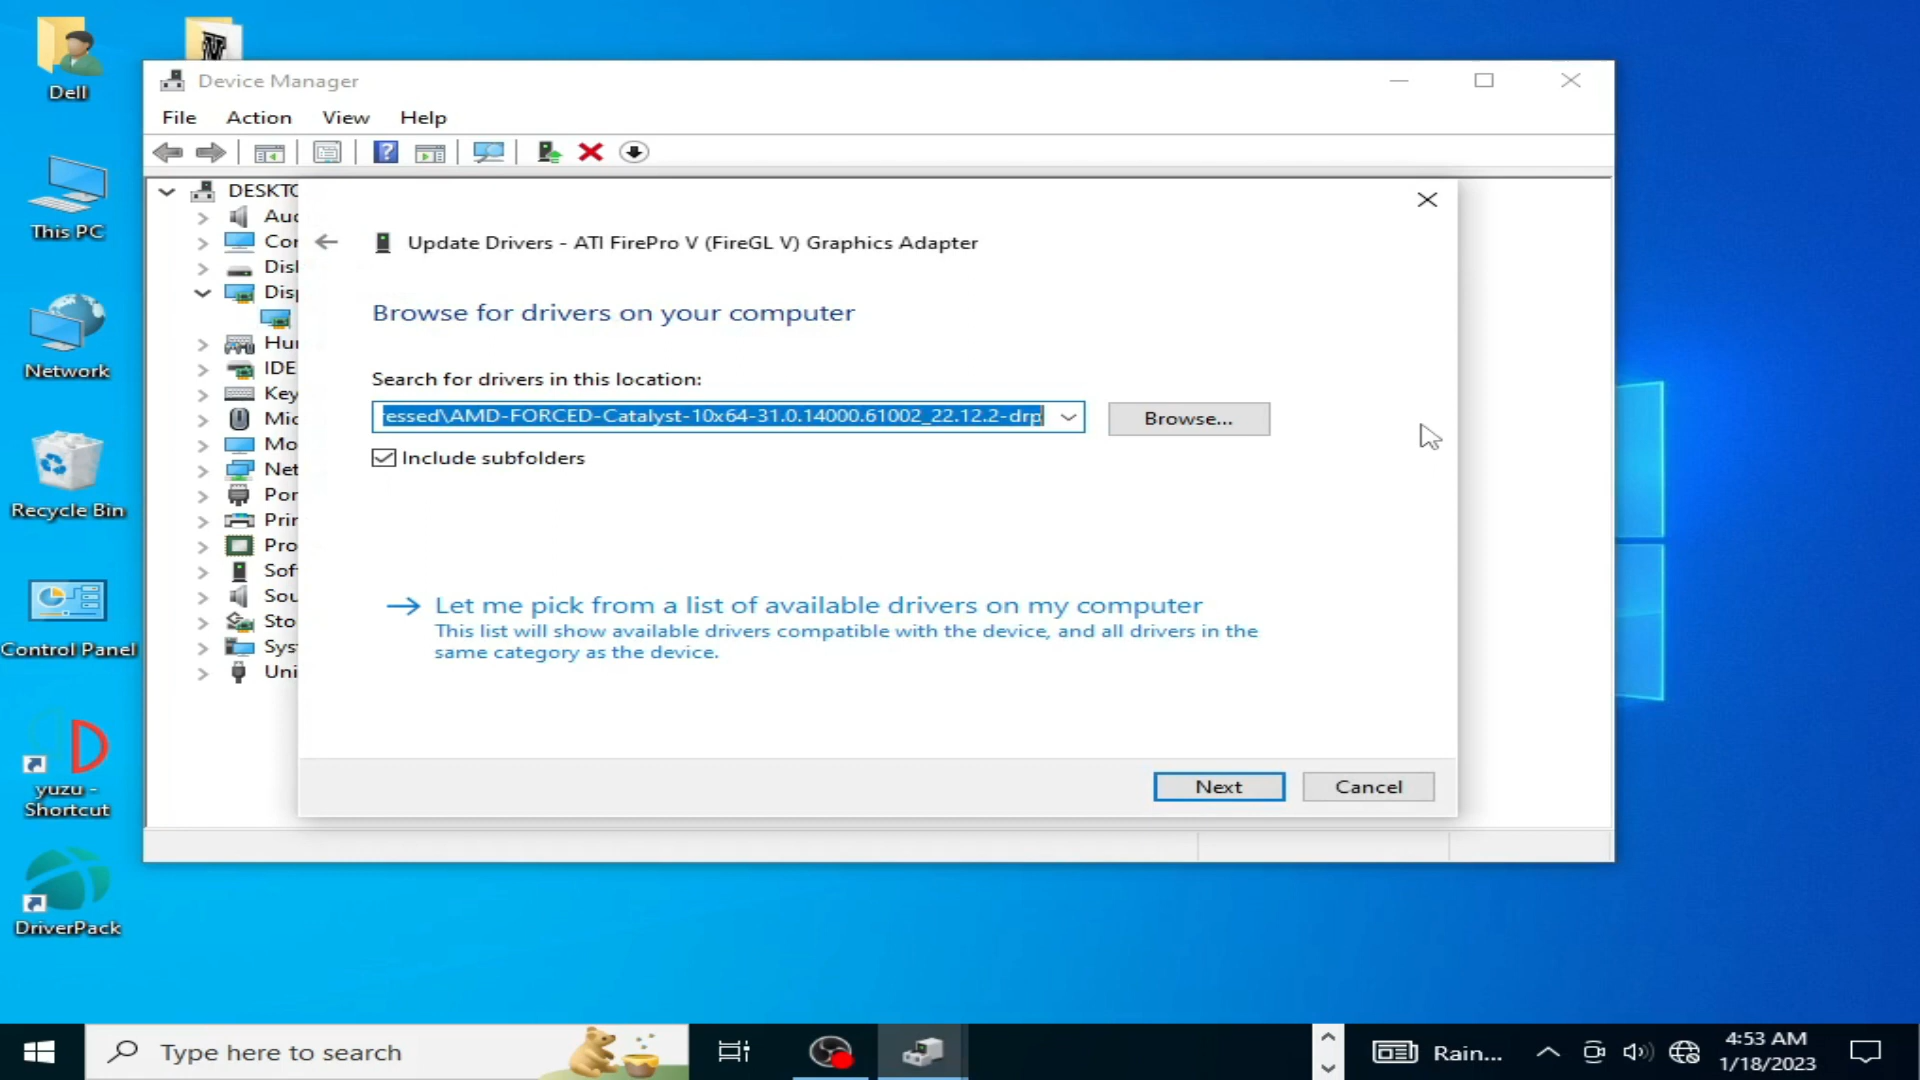 Dell
This PC
Network
Recycle Bin
Control Panel
yuzu -
Shortcut
DriverPack
Device Manager
File Action View Help
DESKTO
Aud
Cor
Disk
Disp
Hu
IDE
Key
Mic
Mo
Net
Por
Prin
Pro
Sof
Sou
Sto
Sys
Uni
Update Drivers - ATI FirePro V (FireGL V) Graphics Adapter
Browse for drivers on your computer
Search for drivers in this location:
essed\AMD-FORCED-Catalyst-10x64-31.0.14000.61002_22.12.2-drp
Browse...
Include subfolders
Let me pick from a list of available drivers on my computer
This list will show available drivers compatible with the device, and all drivers in the
same category as the device.
Next
Cancel
Type here to search
Rain...
4:53 AM
1/18/2023